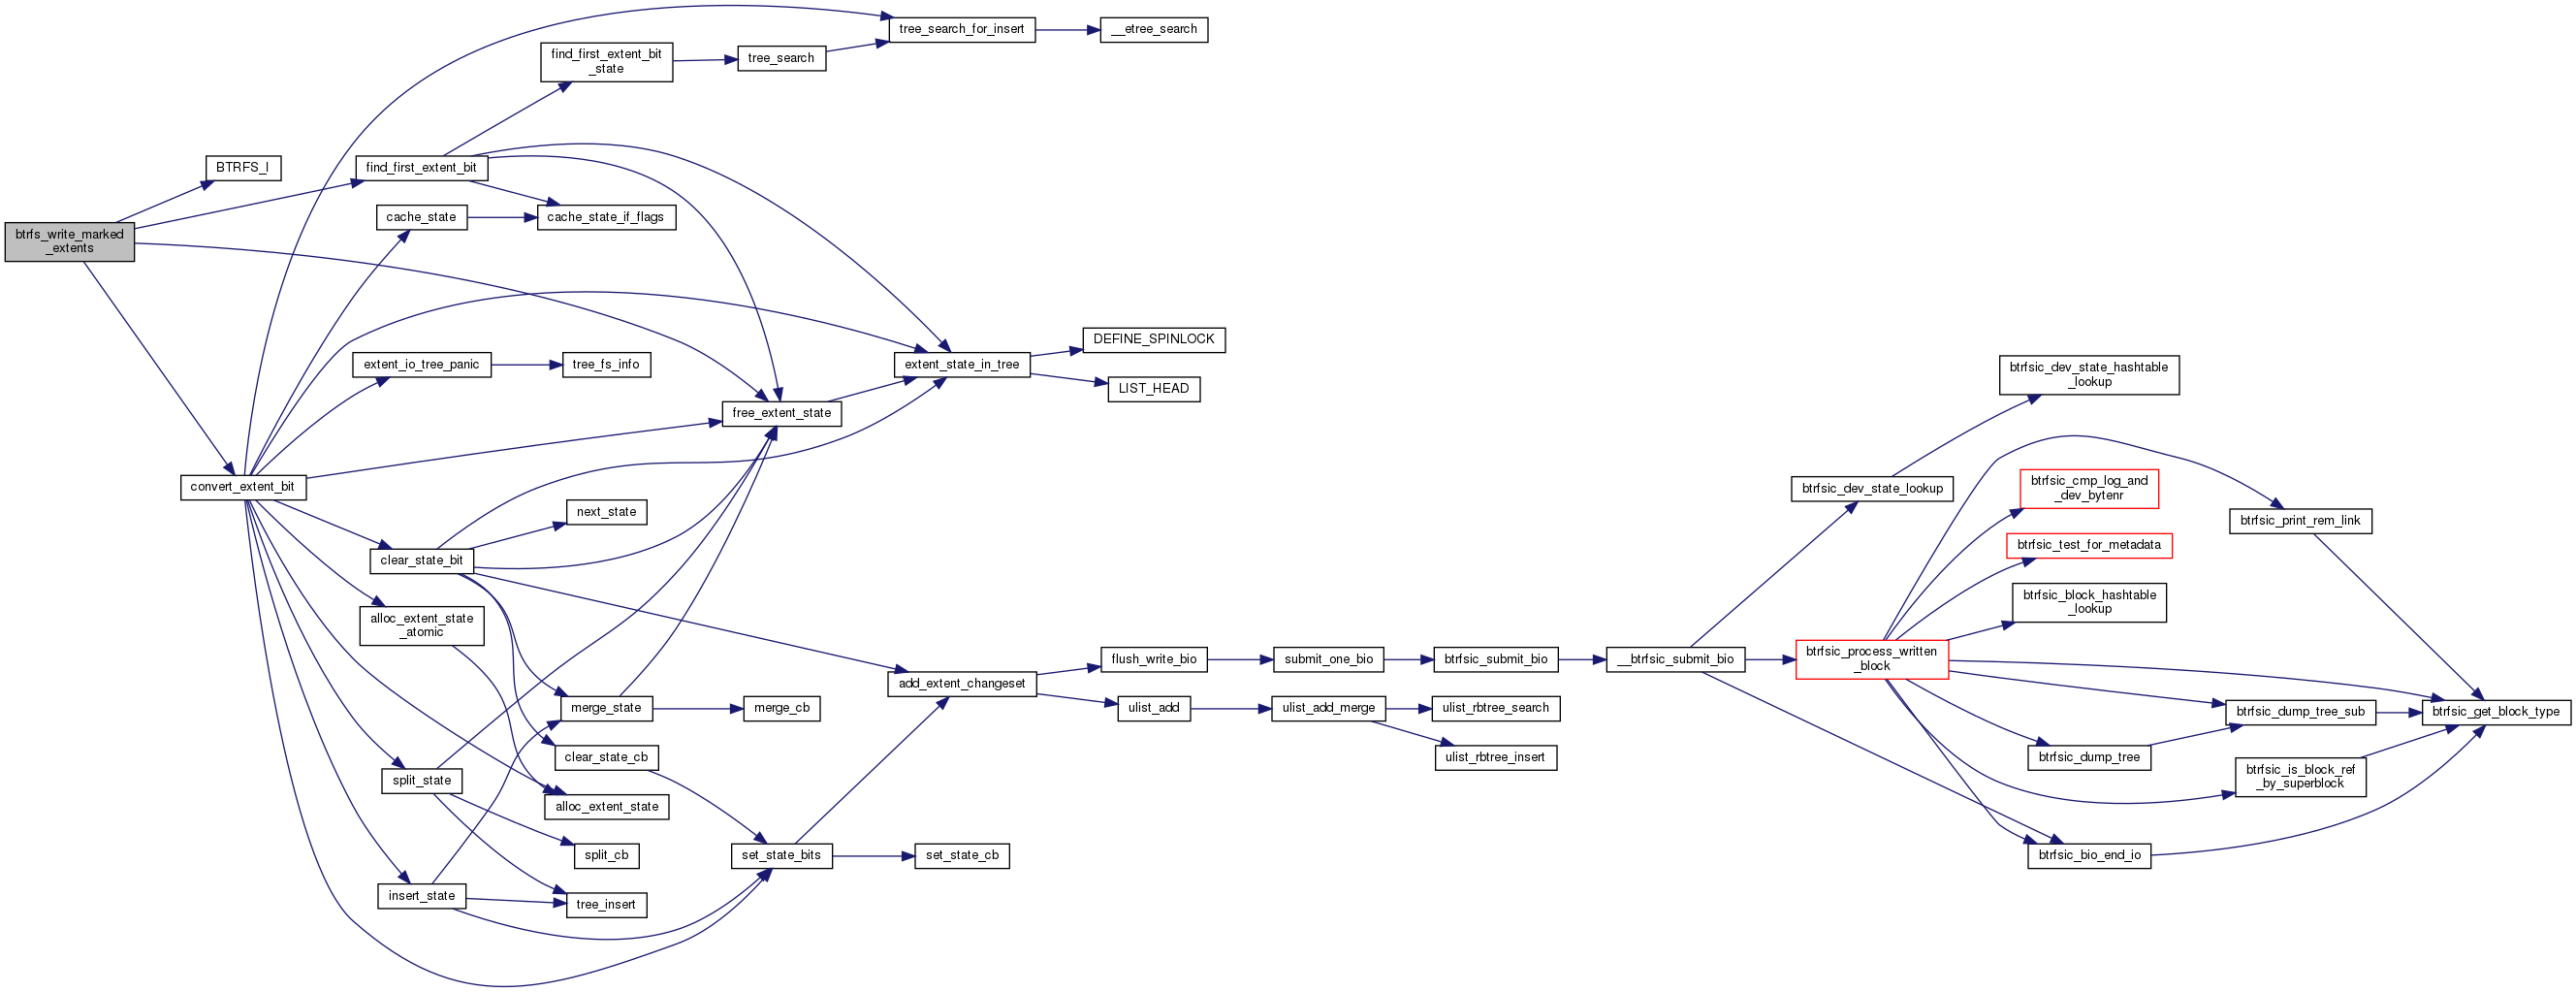 btrfs_write_marked
_extents
BTRFS_I
find_first_extent_bit
cache_state
extent_io_tree_panic
convert_extent_bit
clear_state_bit
alloc_extent_state
_atomic
split_state
insert_state
find_first_extent_bit
_state
cache_state_if_flags
tree_fs_info
next_state
merge_state
clear_state_cb
alloc_extent_state
split_cb
tree_insert
tree_search
free_extent_state
merge_cb
set_state_bits
tree_search_for_insert
extent_state_in_tree
add_extent_changeset
set_state_cb
__etree_search
DEFINE_SPINLOCK
LIST_HEAD
flush_write_bio
ulist_add
submit_one_bio
ulist_add_merge
btrfsic_submit_bio
ulist_rbtree_search
ulist_rbtree_insert
__btrfsic_submit_bio
btrfsic_dev_state_lookup
btrfsic_process_written
_block
btrfsic_dev_state_hashtable
_lookup
btrfsic_cmp_log_and
_dev_bytenr
btrfsic_test_for_metadata
btrfsic_block_hashtable
_lookup
btrfsic_dump_tree
btrfsic_bio_end_io
btrfsic_print_rem_link
btrfsic_dump_tree_sub
btrfsic_is_block_ref
_by_superblock
btrfsic_get_block_type